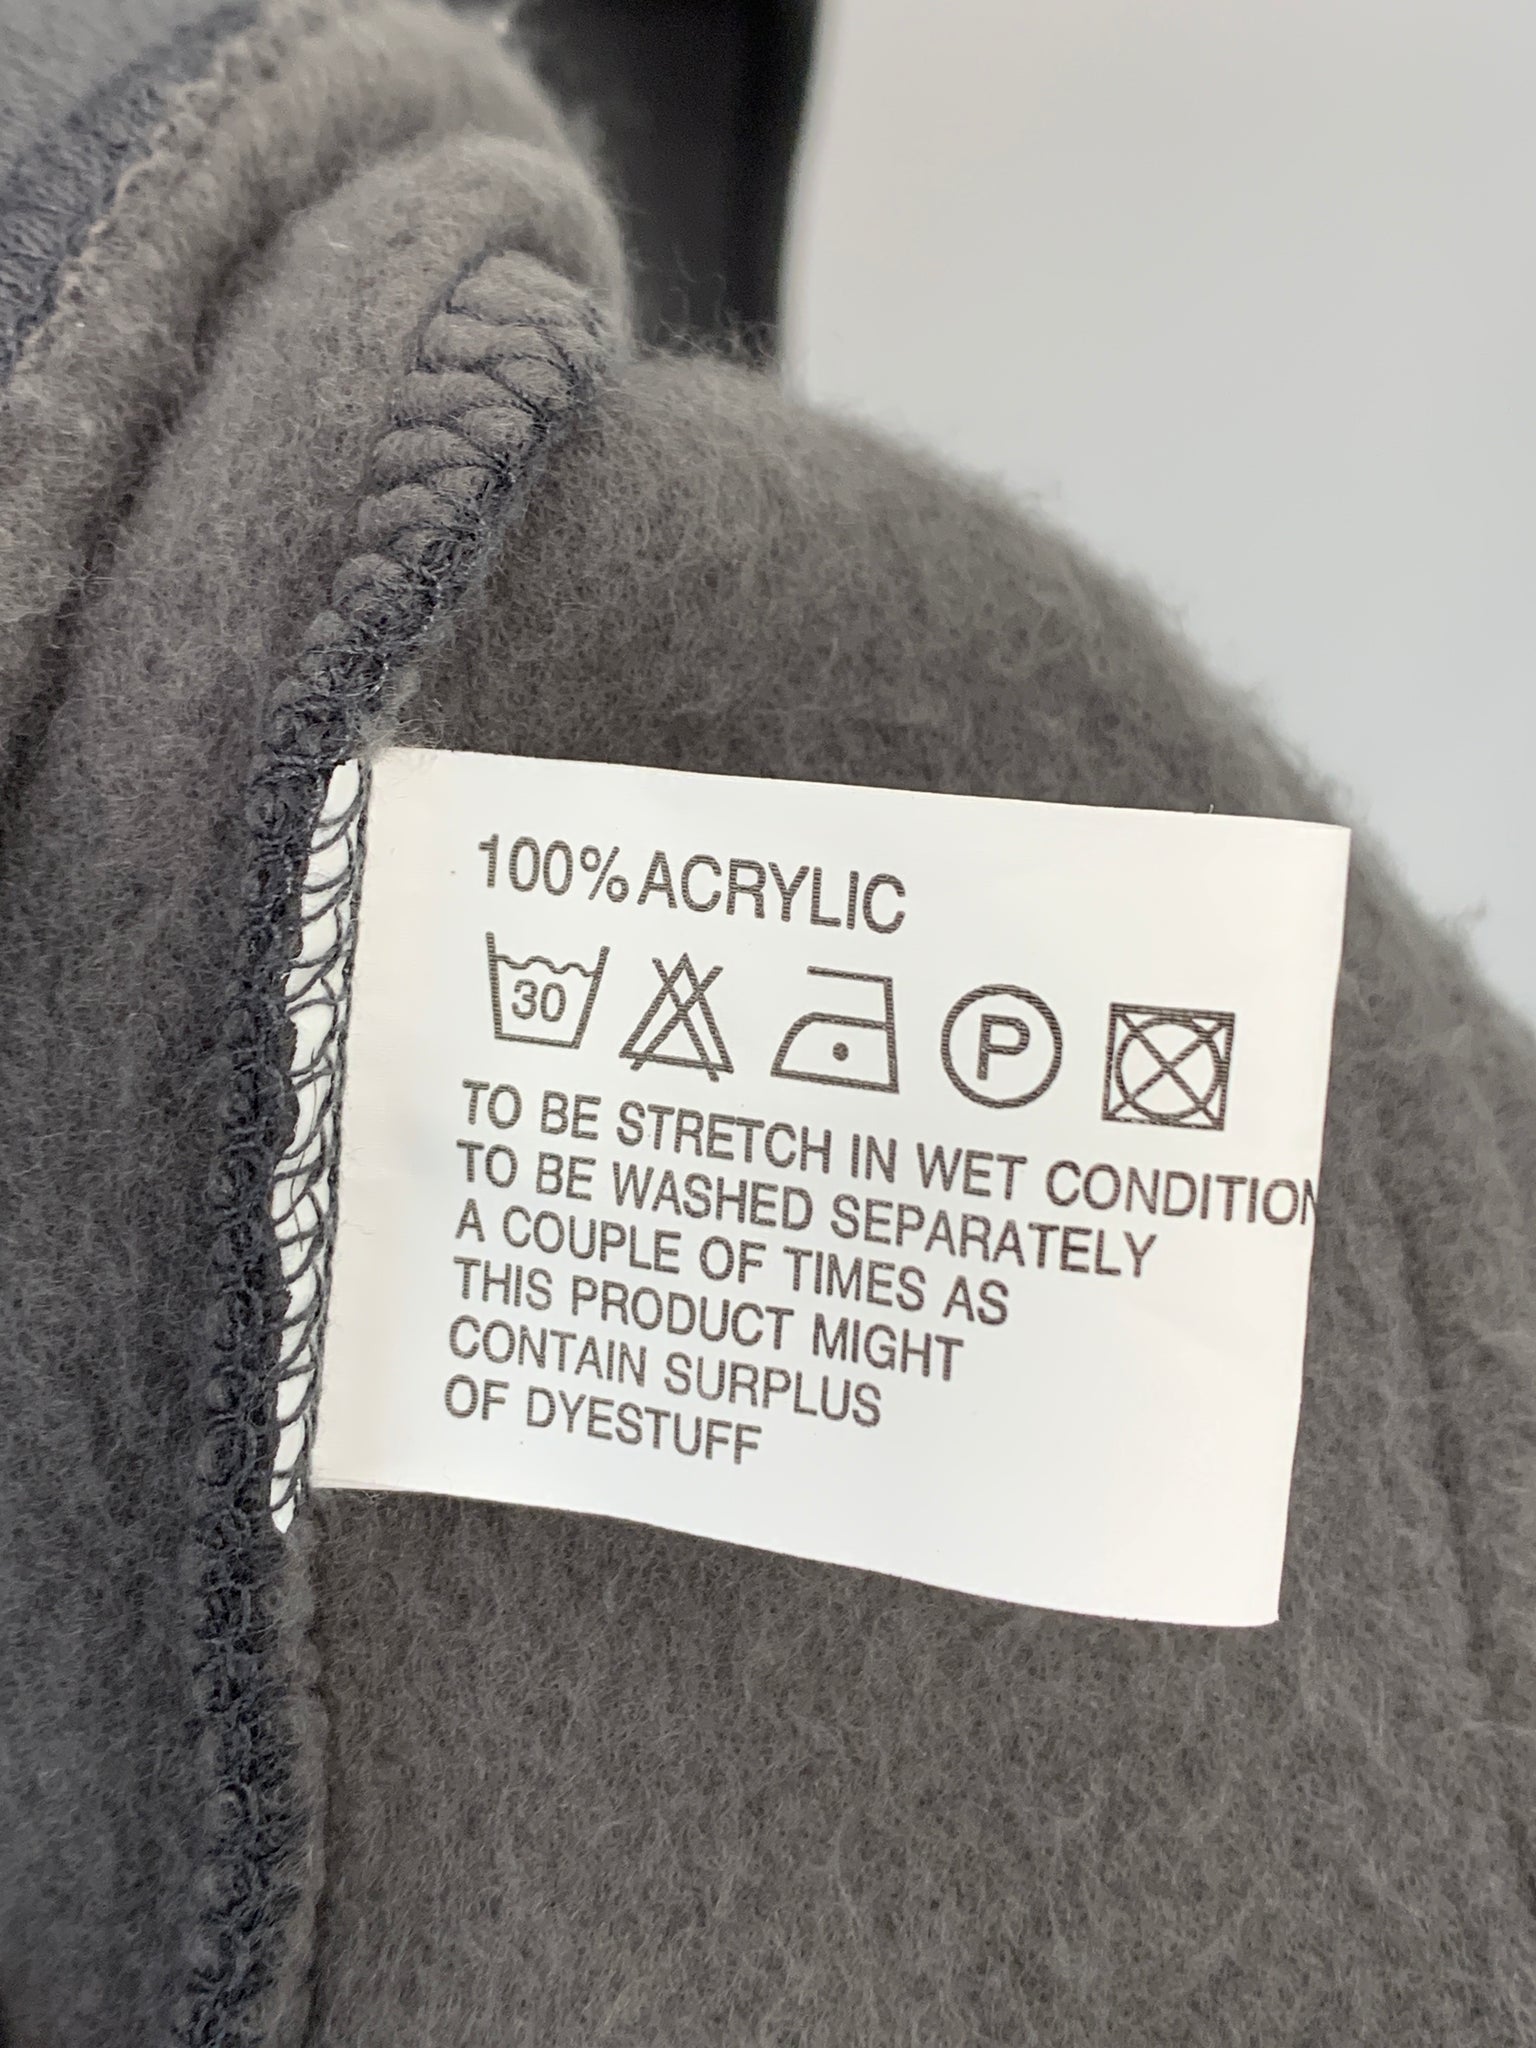 100% ACRYLIC
30 P
TO BE STRETCH IN WET CONDITION
TO BE WASHED SEPARATELY
A COUPLE OF TIMES AS
THIS PRODUCT MIGHT
CONTAIN SURPLUS
OF DYESTUFF